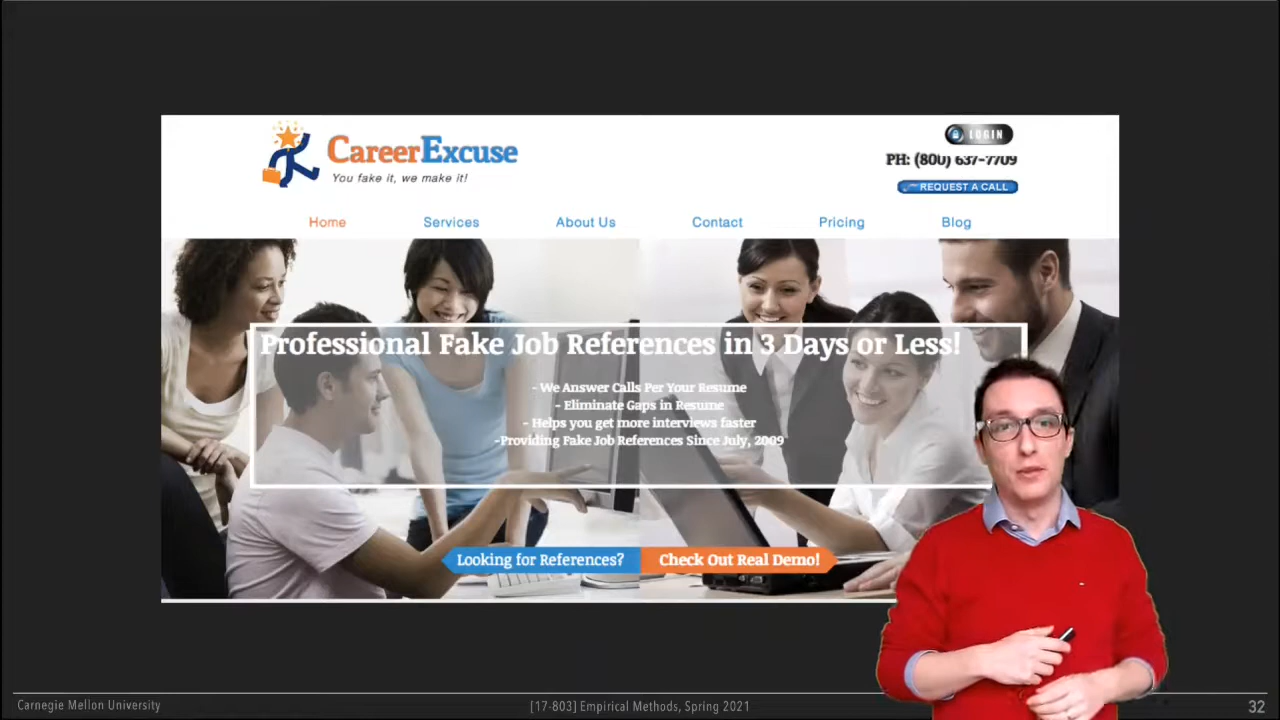 CareerExcuse
You fake it, we make it!
LOGIN
PH: (800) 637-7709
REQUEST A CALL
Home Services About Us Contact Pricing Blog
Professional Fake Job References in 3 Days or Less!
- We Answer Calls Per Your Resume
- Eliminate Gaps in Resume
- Helps you get more interviews faster
-Providing Fake Job References Since July, 2009
Looking for References? Check Out Real Demo!
Carnegie Mellon University [17-803] Empirical Methods, Spring 2021 32